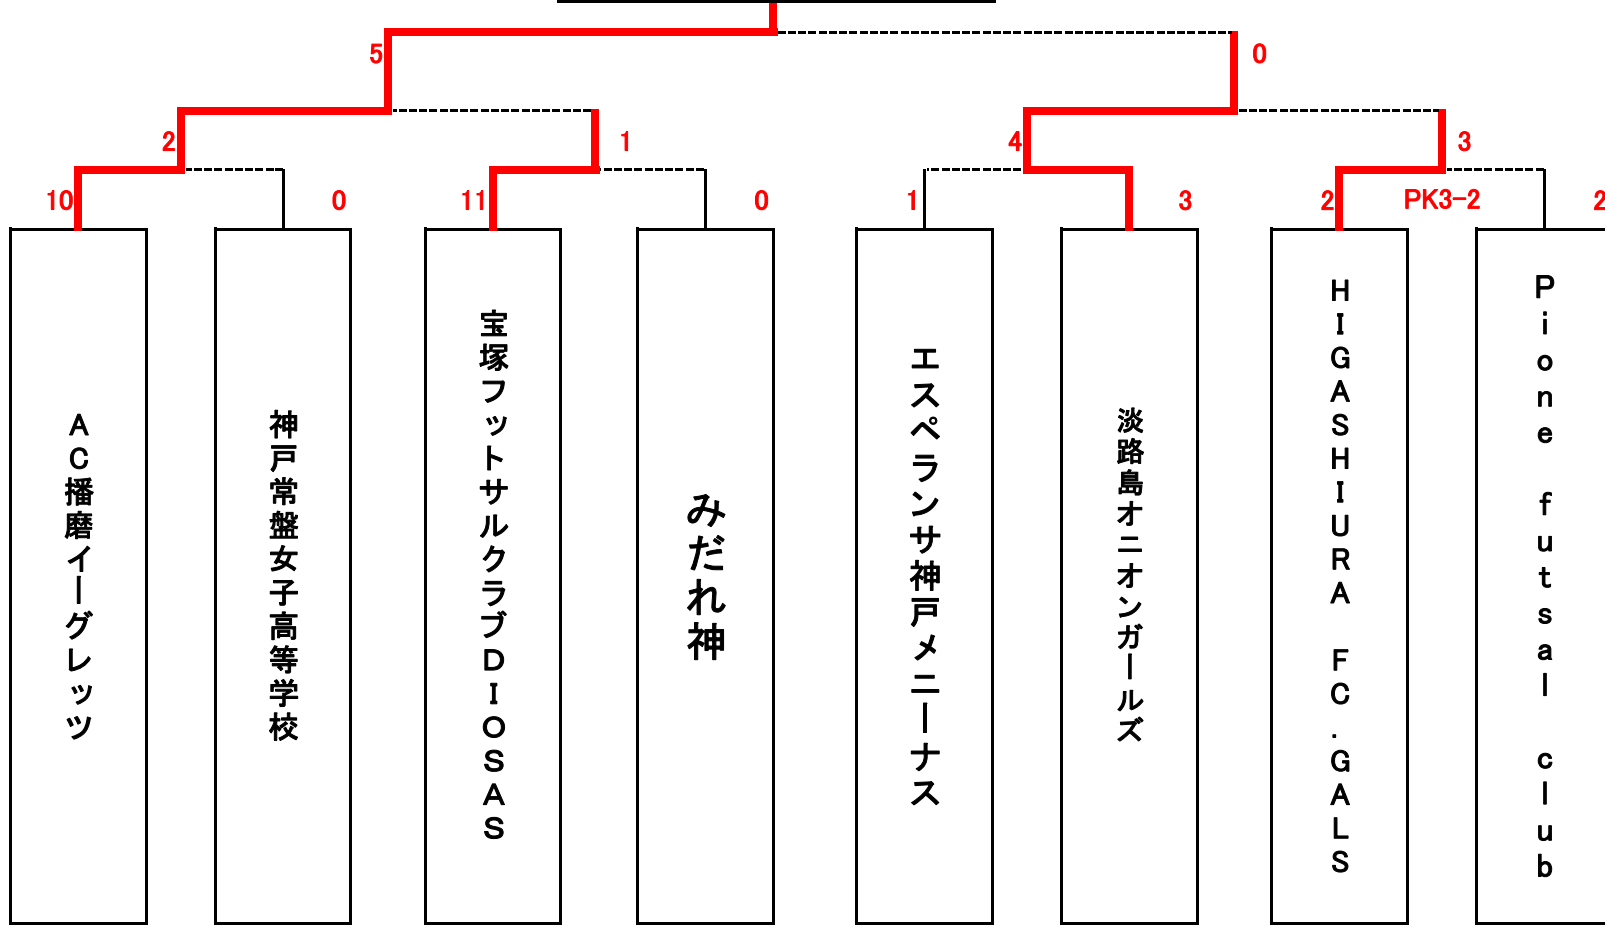 5
0
2
1
4
3
10
0
11
0
1
3
2
PK3-2
2
AC播磨イーグレッツ
神戸常盤女子高等学校
宝塚フットサルクラブDIOSAS
みだれ神
エスペランサ神戸メニーナス
淡路島オニオンガールズ
HIGASHIURA FC.GALS
Pione futsal club